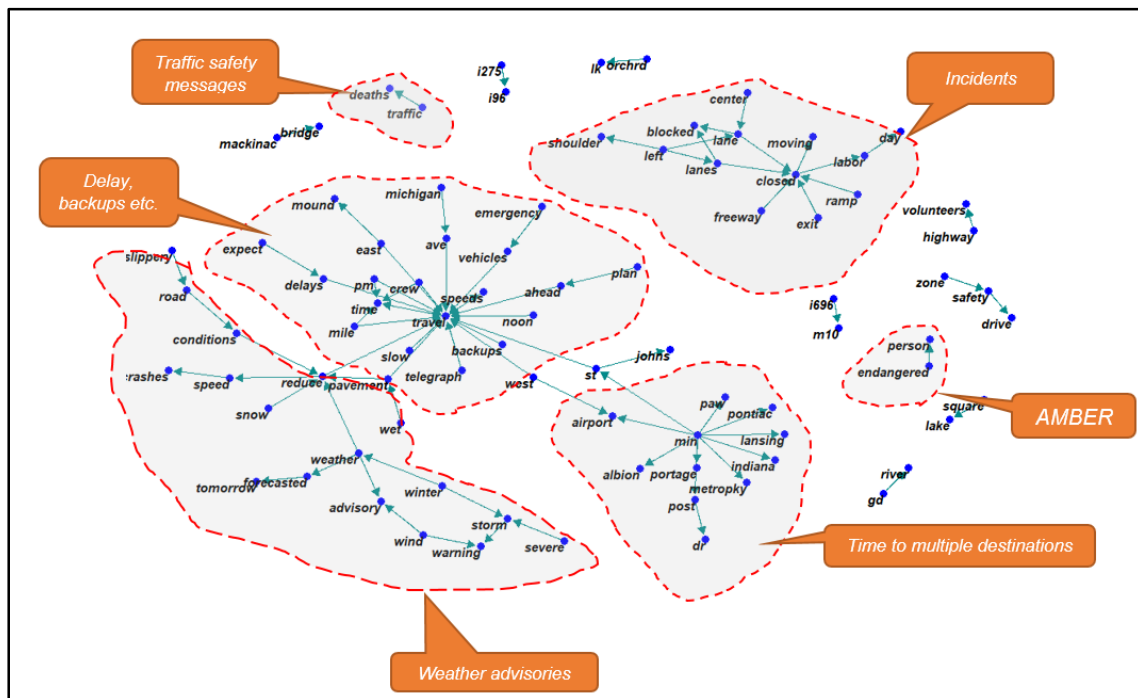 Traffic safety
messages
deaths
traffic
i275
i96
lk
orchrd
Incidents
mackinac
bridge
center
shoulder
blocked
lane
moving
day
left
lanes
labor
closed
ramp
freeway
exit
volunteers
highway
Delay,
backups etc.
mound
michigan
emergency
expect
east
ave
vehicles
slippery
road
delays
pm
crew
speeds
ahead
plan
time
travel
noon
mile
conditions
slow
backups
zone
safety
drive
i696
m10
person
endangered
AMBER
square
lake
river
gd
crashes
speed
reduce
pavement
telegraph
west
st
johns
snow
wet
airport
paw
pontiac
min
lansing
albion
portage
indiana
metropky
post
dr
weather
tomorrow
forecasted
winter
advisory
storm
wind
warning
severe
Time to multiple destinations
Weather advisories